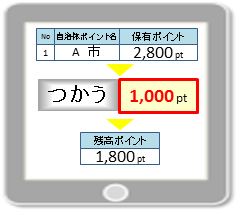 No 自治体ポイント名 保有ポイント
1 A 市 2,800pt
つかう 1,000pt
残高ポイント
1,800pt